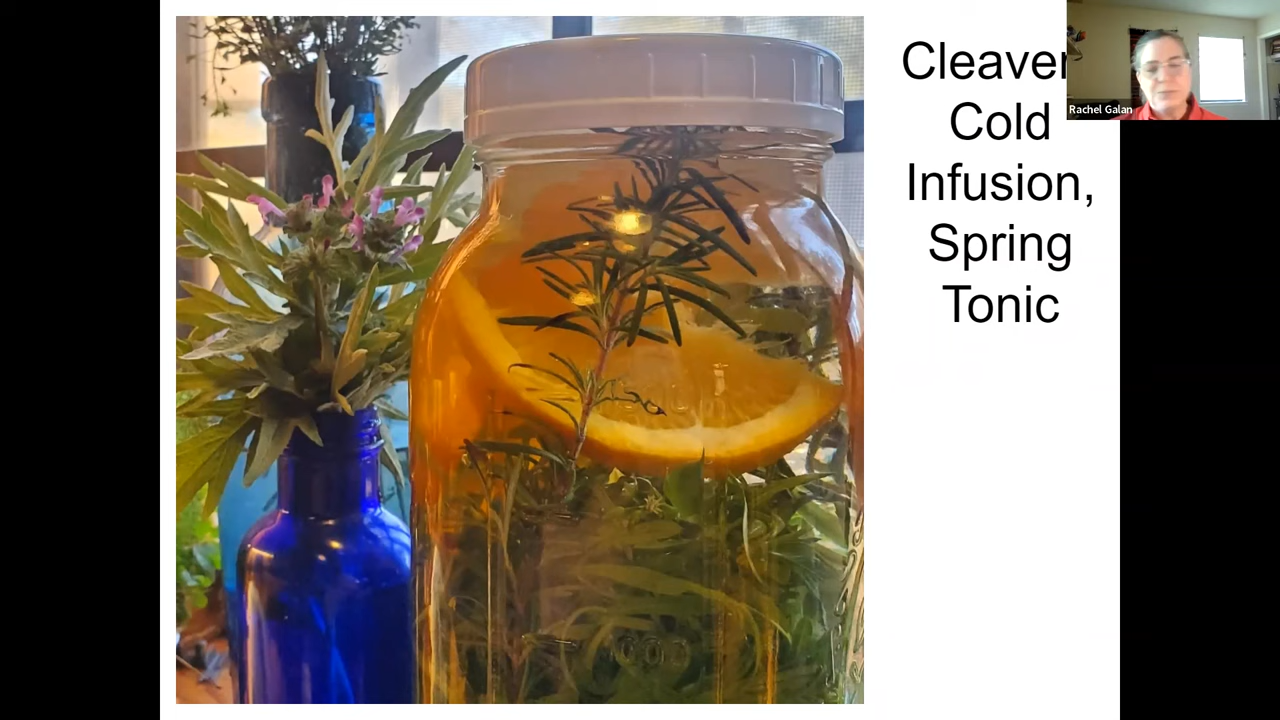 Cleaver
Cold
Infusion,
Spring
Tonic
Rachel Galan